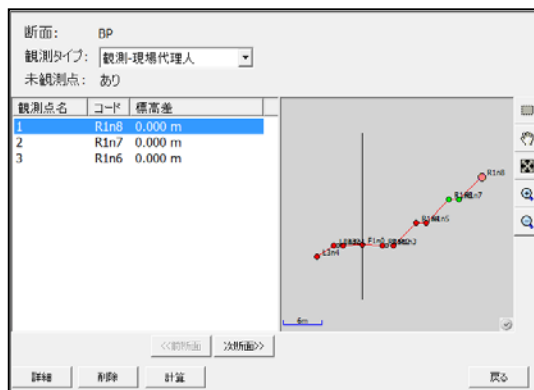 断面: BP
観測タイプ: 観測-現場代理人
未観測点: あり
観測点名 コード 標高差
1 R1n8 0.000 m
2 R1n7 0.000 m
3 R1n6 0.000 m
R1n8
L3n4
6m
<<前断面 次断面>>
詳細 削除 計算 戻る